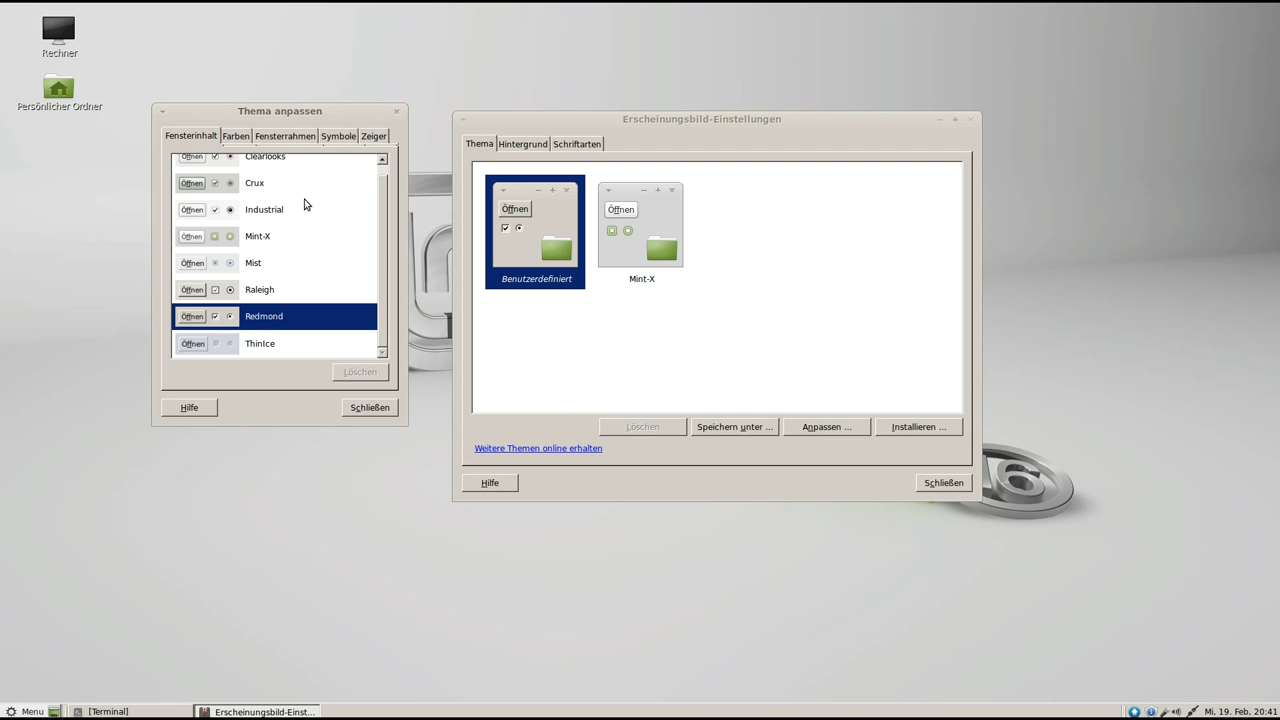 Rechner
Persönlicher Ordner
Thema anpassen
Fensterinhalt Farben Fensterrahmen Symbole Zeiger
Öffnen Clearlooks
Öffnen Crux
Öffnen Industrial
Öffnen Mint-X
Öffnen Mist
Öffnen Raleigh
Öffnen Redmond
Öffnen ThinIce
Löschen
Hilfe Schließen
Erscheinungsbild-Einstellungen
Thema Hintergrund Schriftarten
Öffnen Öffnen
Benutzerdefiniert Mint-X
Löschen Speichern unter ... Anpassen ... Installieren ...
Weitere Themen online erhalten
Hilfe Schließen
6
Menu [Terminal] Erscheinungsbild-Einst... Mi, 19. Feb, 20:41